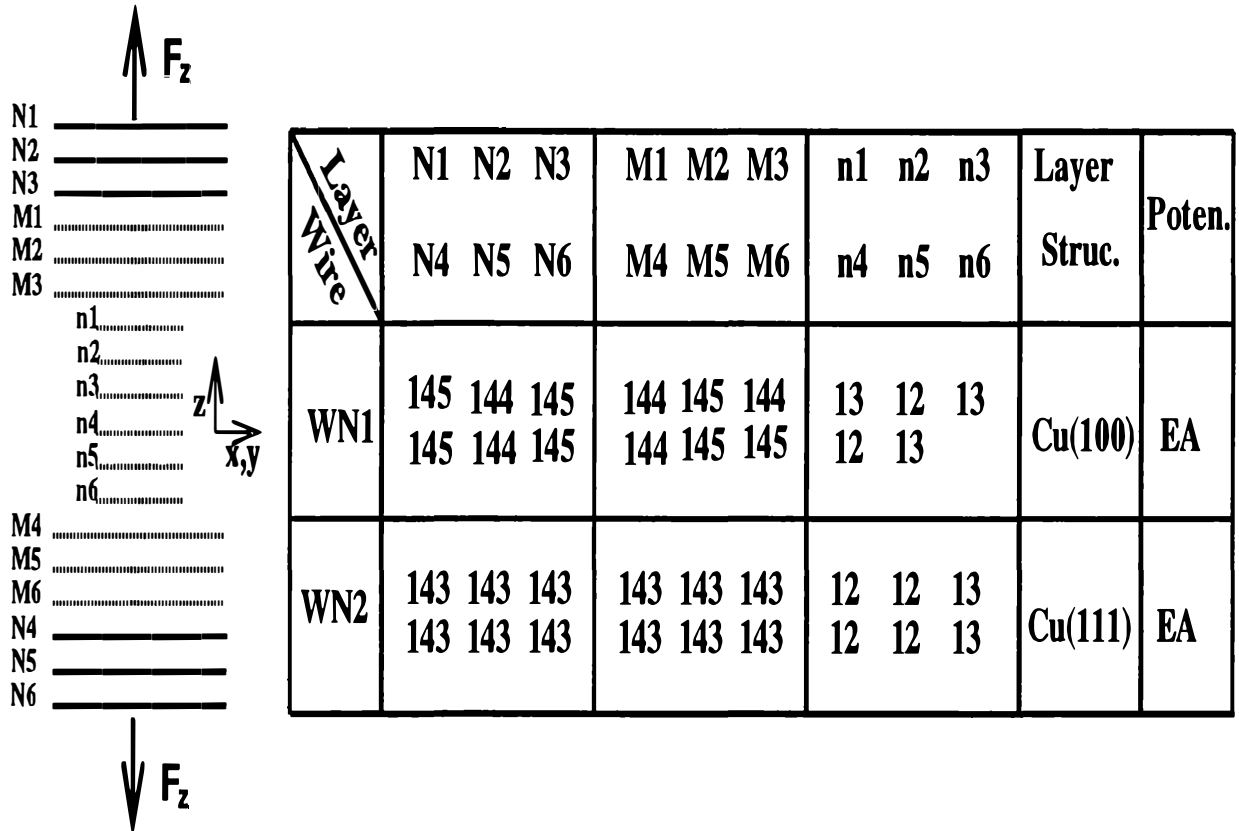 Fz
N1
N2
N3
M1
M2
M3
n1
n2
n3
n4
n5
n6
z
x,y
M4
M5
M6
N4
N5
N6
Fz
Layer
Wire
N1 N2 N3
N4 N5 N6
M1 M2 M3
M4 M5 M6
n1 n2 n3
n4 n5 n6
Layer
Struc.
Poten.
WN1
145 144 145
145 144 145
144 145 144
144 145 145
13 12 13
12 13
Cu(100)
EA
WN2
143 143 143
143 143 143
143 143 143
143 143 143
12 12 13
12 12 13
Cu(111)
EA